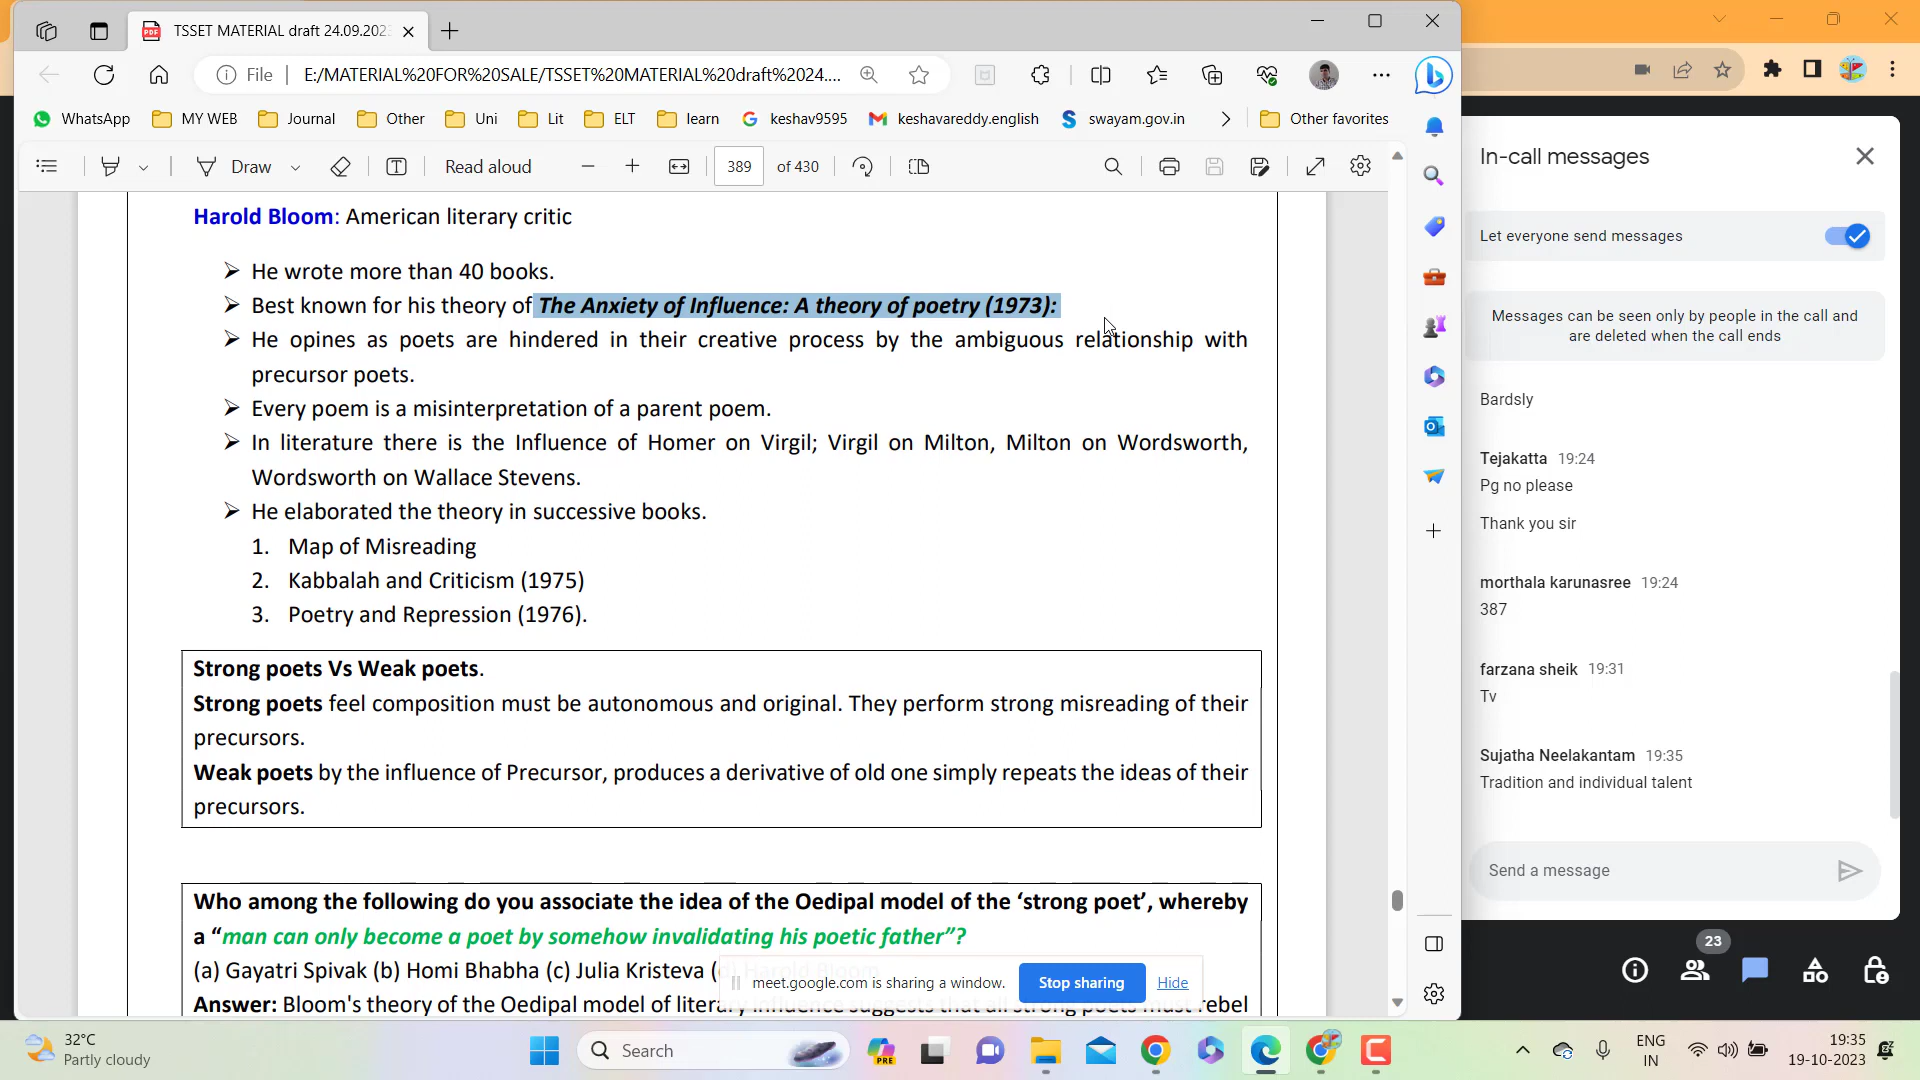 TSSET MATERIAL draft 24.09.202
File
E:/MATERIAL%20FOR%20SALE/TSSET%20MATERIAL%20draft%2024....
WhatsApp
MY WEB
Journal
Other
Uni
Lit
ELT
learn
keshav9595
keshavareddy.english
swayam.gov.in
Other favorites
Draw
Read aloud
389
of 430
Harold Bloom: American literary critic
He wrote more than 40 books.
Best known for his theory of The Anxiety of Influence: A theory of poetry (1973):
He opines as poets are hindered in their creative process by the ambiguous relationship with
precursor poets.
Every poem is a misinterpretation of a parent poem.
In literature there is the Influence of Homer on Virgil; Virgil on Milton, Milton on Wordsworth,
Wordsworth on Wallace Stevens.
He elaborated the theory in successive books.
1. Map of Misreading
2. Kabbalah and Criticism (1975)
3. Poetry and Repression (1976).
Strong poets Vs Weak poets.
Strong poets feel composition must be autonomous and original. They perform strong misreading of their
precursors.
Weak poets by the influence of Precursor, produces a derivative of old one simply repeats the ideas of their
precursors.
Who among the following do you associate the idea of the Oedipal model of the ‘strong poet’, whereby
a “man can only become a poet by somehow invalidating his poetic father”?
(a) Gayatri Spivak (b) Homi Bhabha (c) Julia Kristeva (d) Harold Bloom
Answer: Bloom's theory of the Oedipal model of literary influence suggests that all strong poets must rebel
meet.google.com is sharing a window.
Stop sharing
Hide
In-call messages
Let everyone send messages
Messages can be seen only by people in the call and
are deleted when the call ends
Bardsly
Tejakatta 19:24
Pg no please
Thank you sir
morthala karunasree 19:24
387
farzana sheik 19:31
Tv
Sujatha Neelakantam 19:35
Tradition and individual talent
Send a message
23
32°C
Partly cloudy
Search
PRE
ENG
IN
19:35
19-10-2023